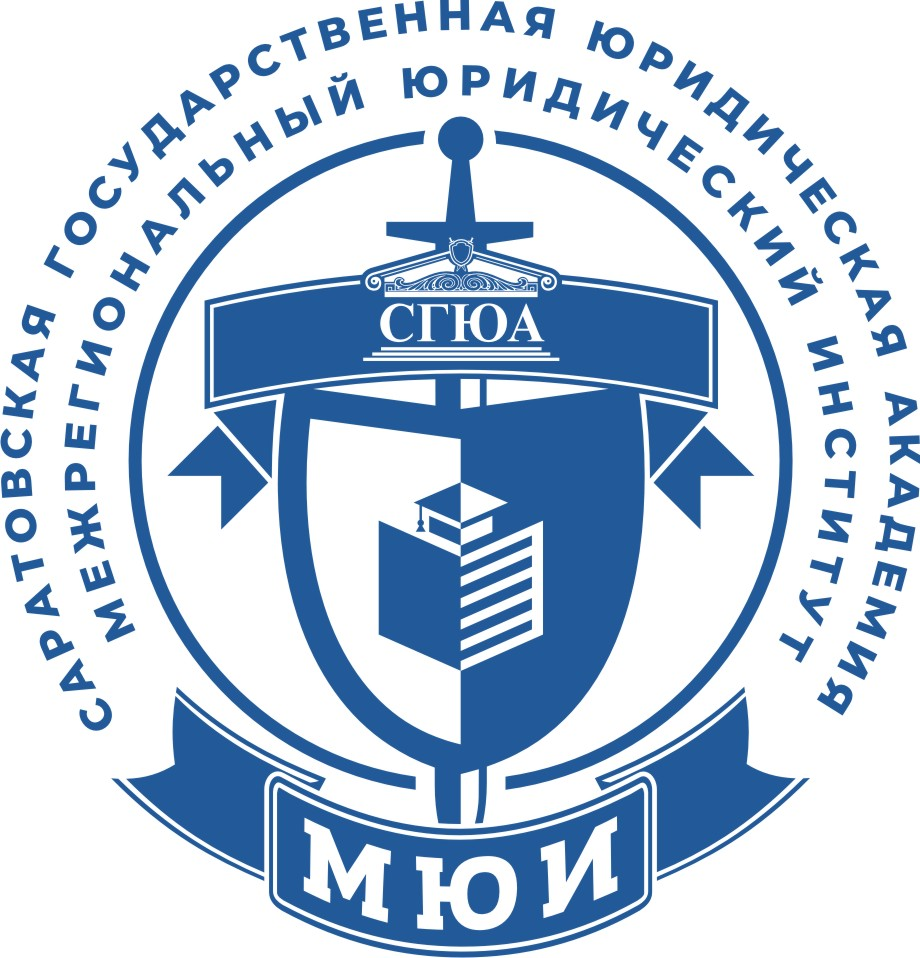 САРАТОВСКАЯ ГОСУДАРСТВЕННАЯ ЮРИДИЧЕСКАЯ АКАДЕМИЯ
МЕЖРЕГИОНАЛЬНЫЙ ЮРИДИЧЕСКИЙ ИНСТИТУТ
СГЮА
МЮИ